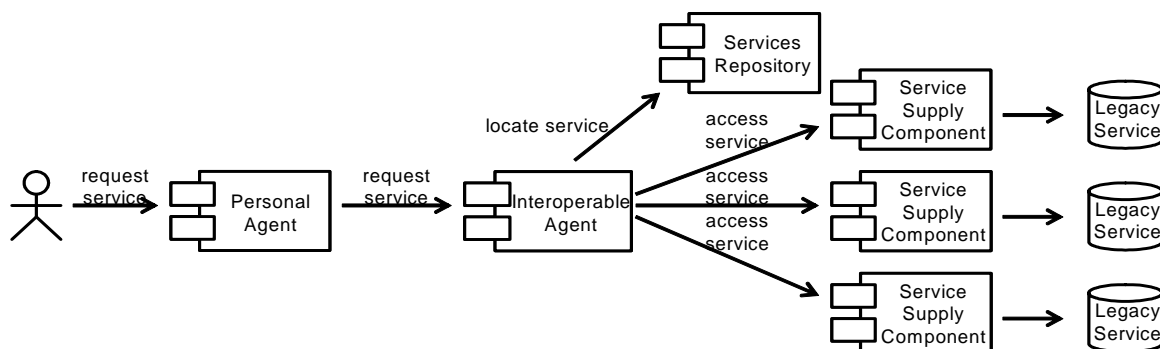 Services
Repository
Service
Supply
Component
Legacy
Service
locate service
access
service
request
service
Personal
Agent
request
service
Interoperable
Agent
access
service
Service
Supply
Component
Legacy
Service
access
service
Service
Supply
Component
Legacy
Service